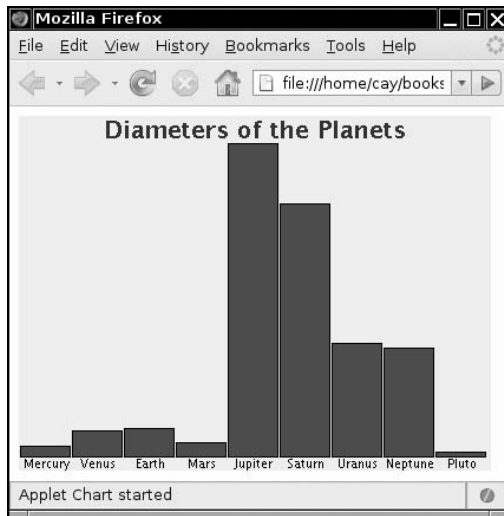 Mozilla Firefox
File Edit View History Bookmarks Tools Help
file:///home/cay/books
Diameters of the Planets
Mercury Venus Earth Mars Jupiter Saturn Uranus Neptune Pluto
Applet Chart started